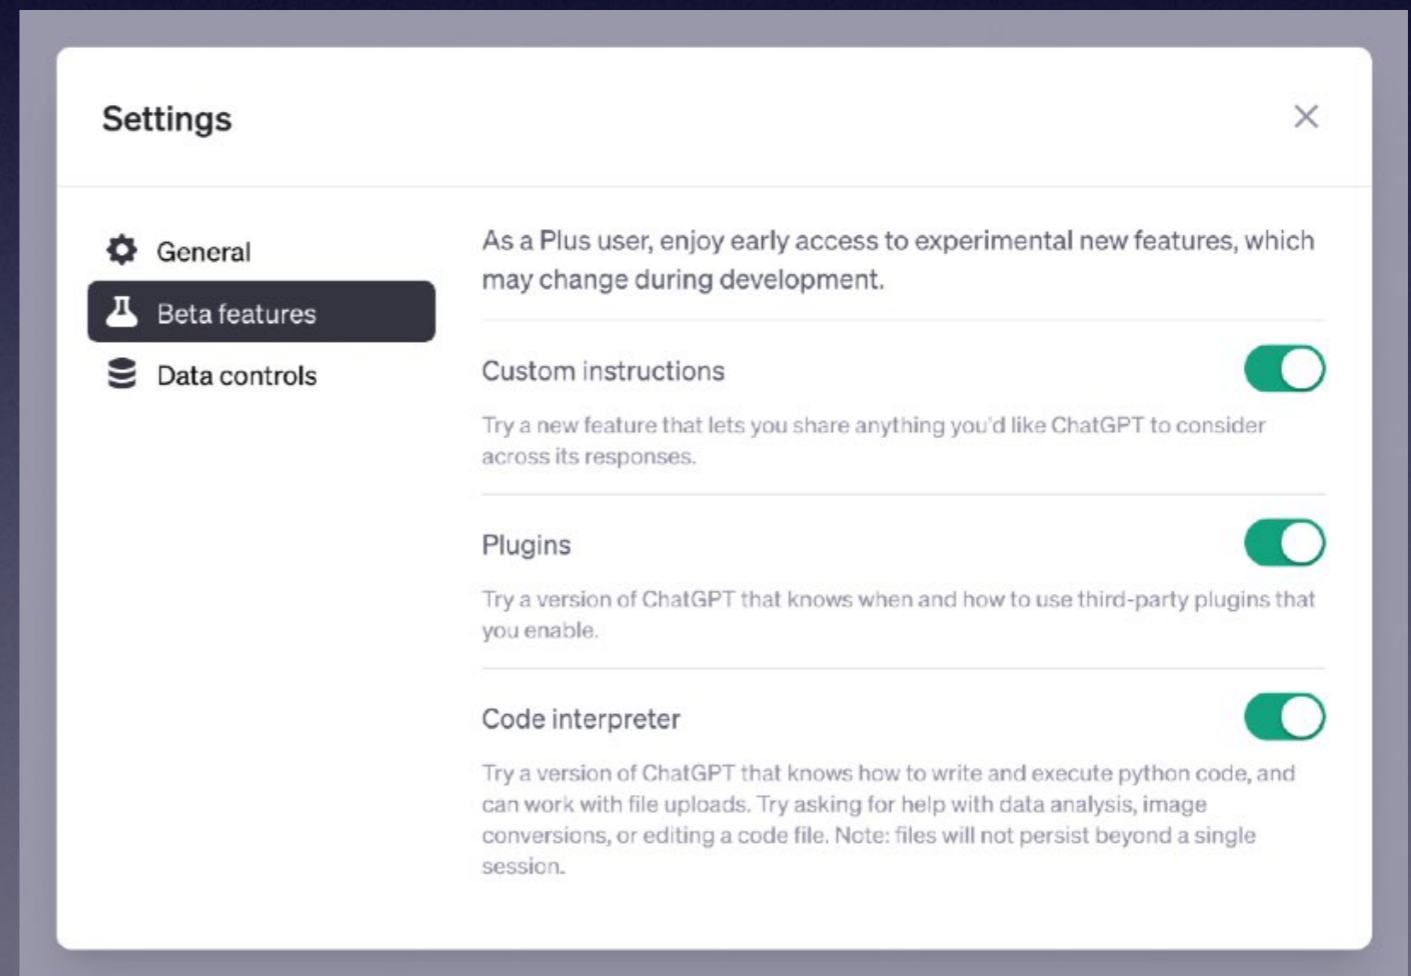 Settings
General
Beta features
Data controls
As a Plus user, enjoy early access to experimental new features, which
may change during development.
Custom instructions
Try a new feature that lets you share anything you'd like ChatGPT to consider
across its responses.
Plugins
Try a version of ChatGPT that knows when and how to use third-party plugins that
you enable.
Code interpreter
Try a version of ChatGPT that knows how to write and execute python code, and
can work with file uploads. Try asking for help with data analysis, image
conversions, or editing a code file. Note: files will not persist beyond a single
session.